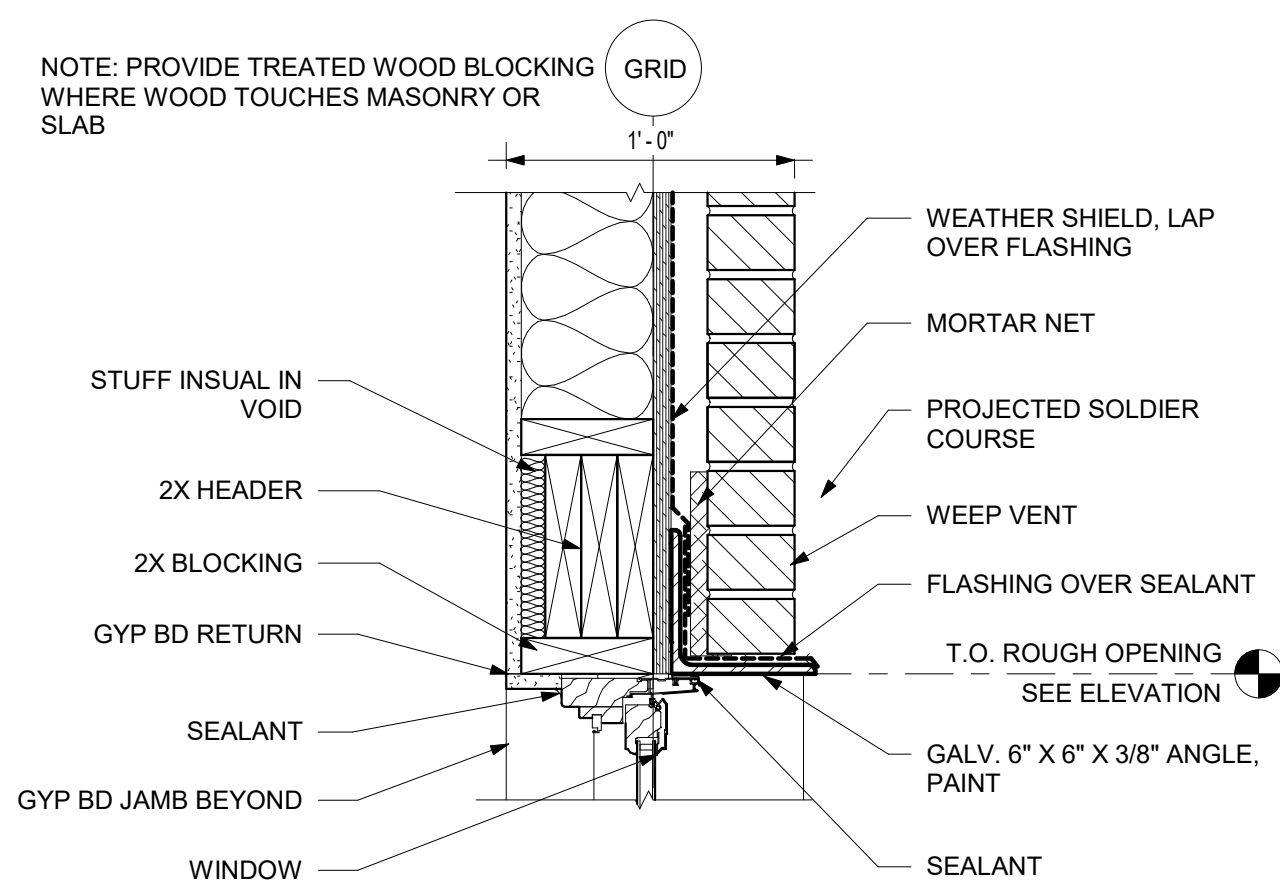 NOTE: PROVIDE TREATED WOOD BLOCKING
WHERE WOOD TOUCHES MASONRY OR
SLAB
GRID
1' - 0"
STUFF INSUAL IN
VOID
2X HEADER
2X BLOCKING
GYP BD RETURN
SEALANT
GYP BD JAMB BEYOND
WINDOW
WEATHER SHIELD, LAP
OVER FLASHING
MORTAR NET
PROJECTED SOLDIER
COURSE
WEEP VENT
FLASHING OVER SEALANT
T.O. ROUGH OPENING
SEE ELEVATION
GALV. 6" X 6" X 3/8" ANGLE,
PAINT
SEALANT